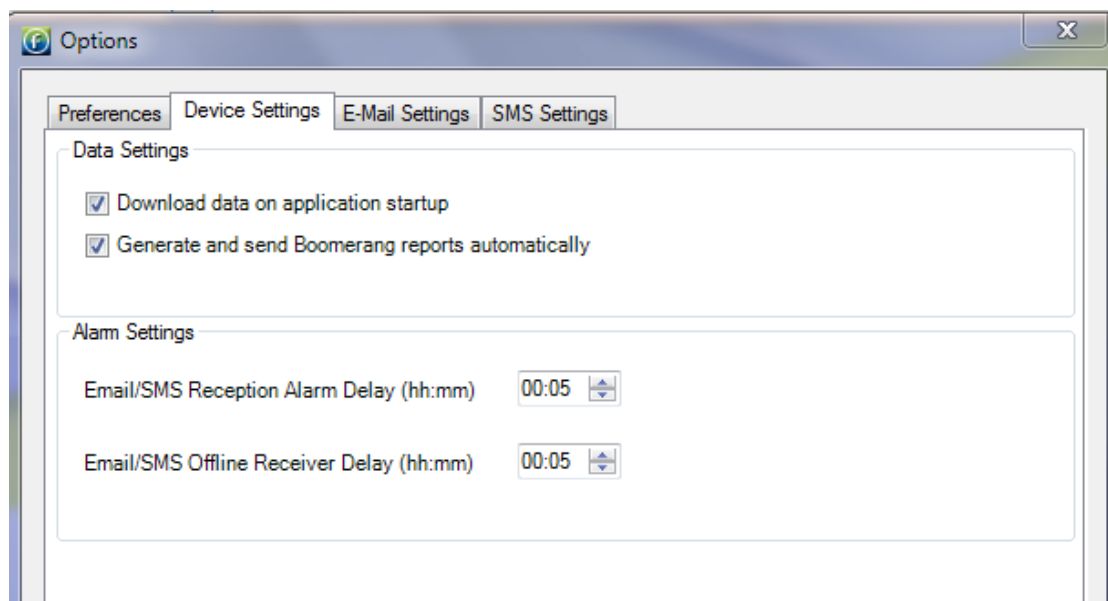 Options
Preferences Device Settings E-Mail Settings SMS Settings
Data Settings
Download data on application startup
Generate and send Boomerang reports automatically
Alarm Settings
Email/SMS Reception Alarm Delay (hh:mm) 00:05
Email/SMS Offline Receiver Delay (hh:mm) 00:05